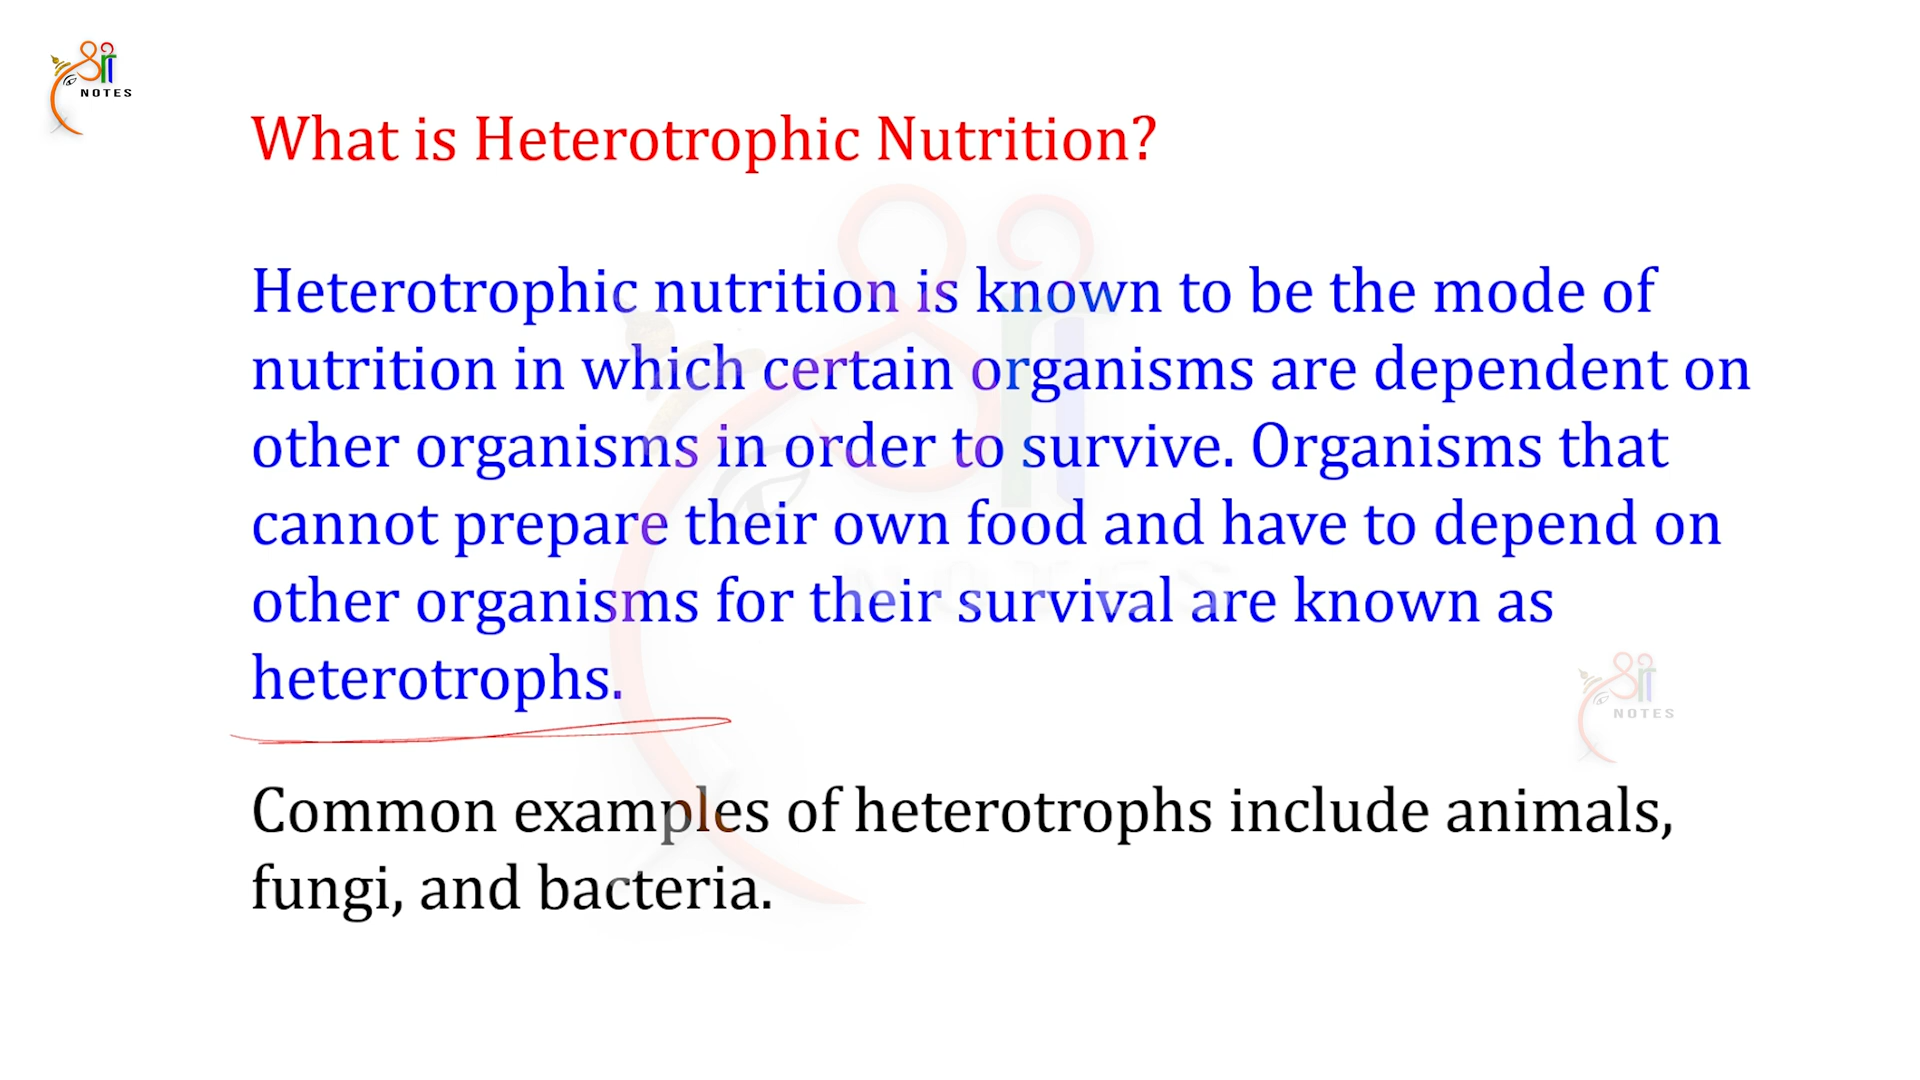 श्री
NOTES
What is Heterotrophic Nutrition?
Heterotrophic nutrition is known to be the mode of
nutrition in which certain organisms are dependent on
other organisms in order to survive. Organisms that
cannot prepare their own food and have to depend on
other organisms for their survival are known as
heterotrophs.
श्री
NOTES
Common examples of heterotrophs include animals,
fungi, and bacteria.
श्री
NOTES